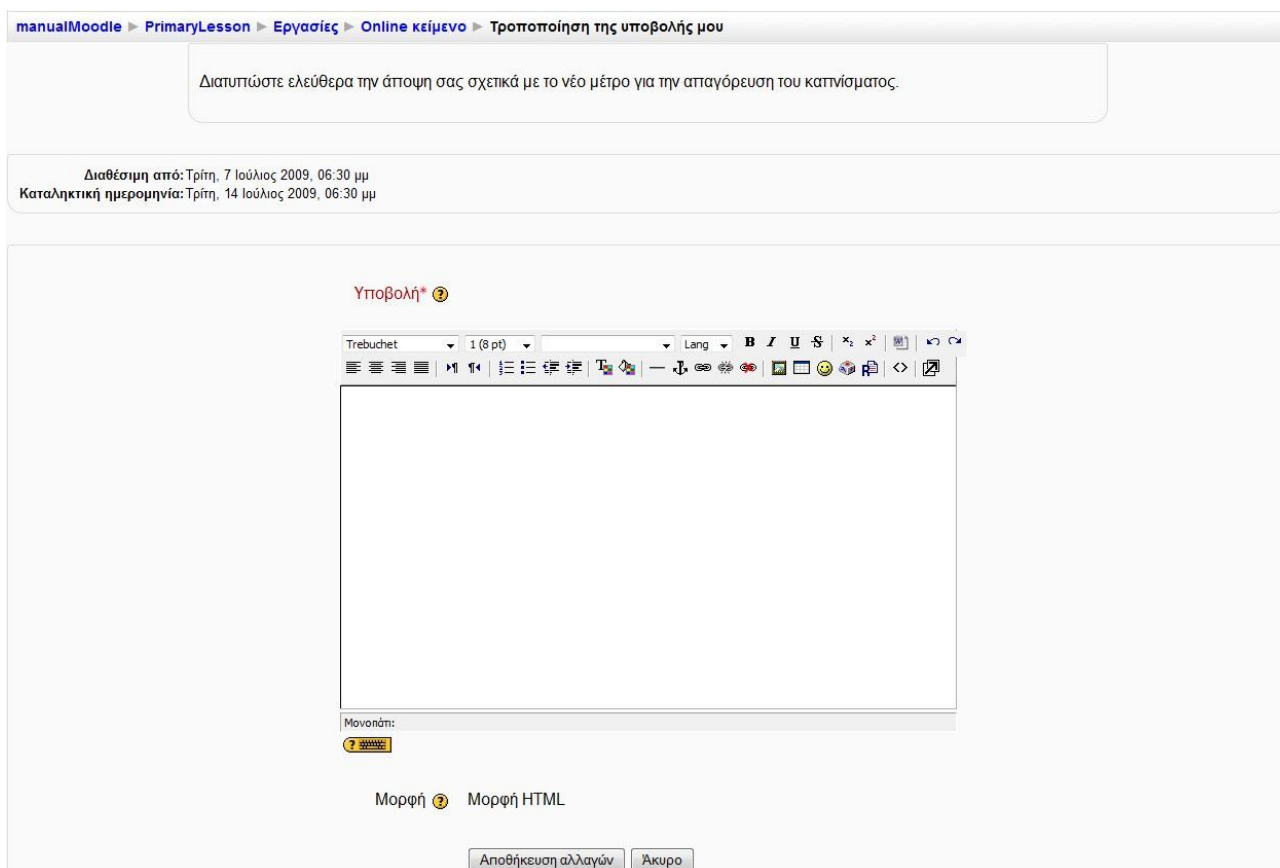 manualMoodle ► PrimaryLesson ► Εργασίες ► Online κείμενο ► Τροποποίηση της υποβολής μου
Διατυπώστε ελεύθερα την άποψη σας σχετικά με το νέο μέτρο για την απαγόρευση του καπνίσματος.
Διαθέσιμη από: Τρίτη, 7 Ιούλιος 2009, 06:30 μμ
Καταληκτική ημερομηνία: Τρίτη, 14 Ιούλιος 2009, 06:30 μμ
Υποβολή*
Trebuchet 1 (8 pt) Lang B I U S x₂ x²
Μονοπάτι:
Μορφή Μορφή HTML
Αποθήκευση αλλαγών Άκυρο